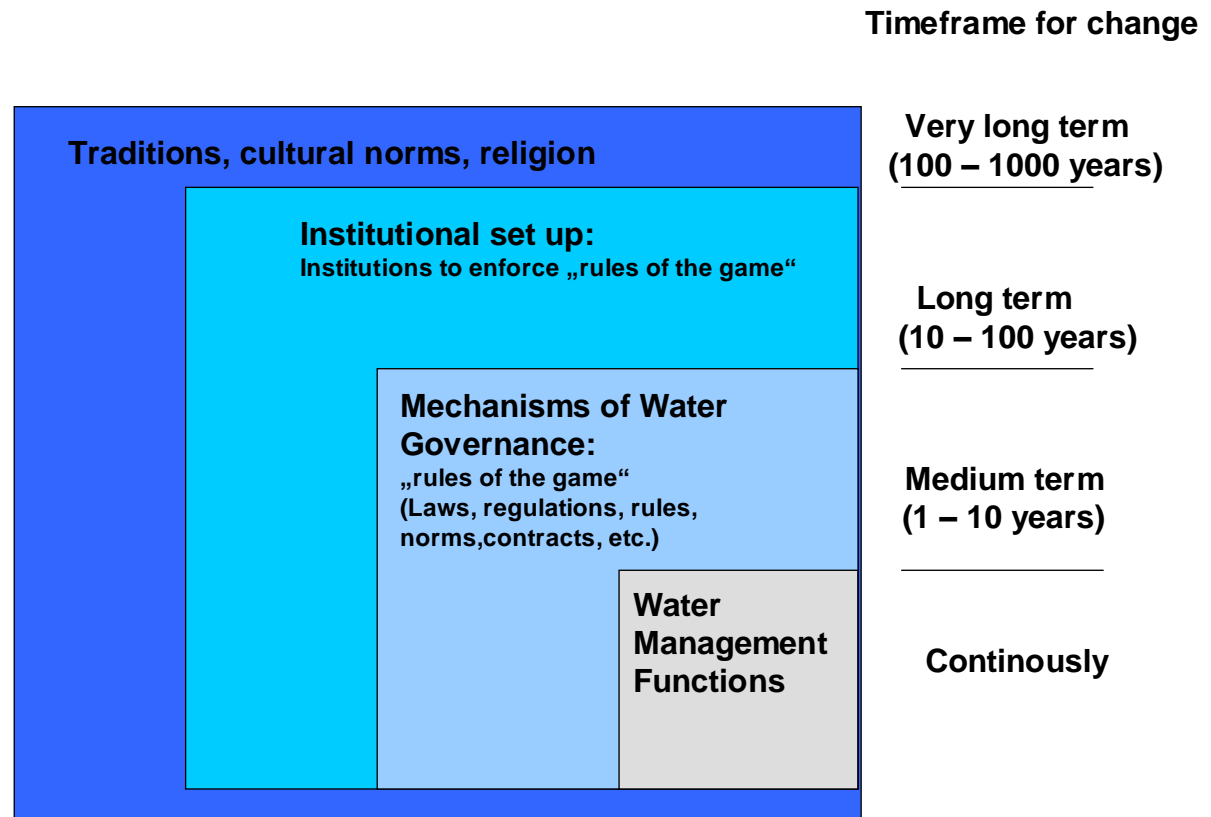 Timeframe for change
Traditions, cultural norms, religion
Very long term
(100 – 1000 years)
Institutional set up:
Institutions to enforce „rules of the game“
Long term
(10 – 100 years)
Mechanisms of Water
Governance:
„rules of the game“
(Laws, regulations, rules,
norms,contracts, etc.)
Medium term
(1 – 10 years)
Water
Management
Functions
Continously